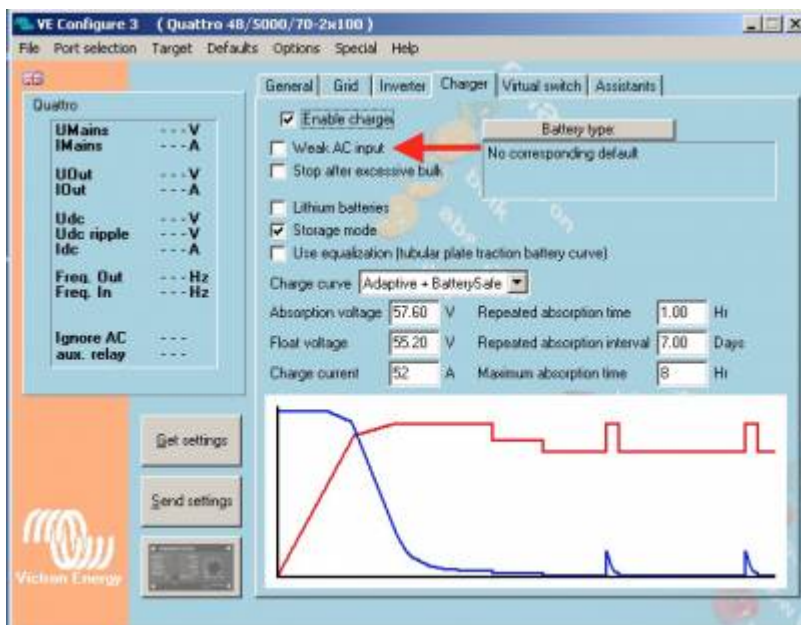 VE Configure 3 ( Quattro 48/5000/70-2x100 )
File Port selection Target Defaults Options Special Help
Quattro
UMains ---V
IMains ---A
UOut ---V
IOut ---A
Udc ---V
Udc ripple ---V
Idc ---A
Freq. Out ---Hz
Freq. In ---Hz
Ignore AC ---
aux. relay ---
Get settings
Send settings
Victron Energy
General Grid Inverter Charger Virtual switch Assistants
Enable charger
Weak AC input
Stop after excessive bulk
Battery type:
No corresponding default
Lithium batteries
Storage mode
Use equalization (tubular plate traction battery curve)
Charge curve Adaptive + BatterySafe
Absorption voltage 57.60 V Repeated absorption time 1.00 Hr
Float voltage 55.20 V Repeated absorption interval 7.00 Days
Charge current 52 A Maximum absorption time 8 Hr